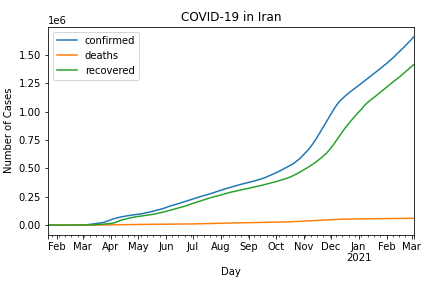 COVID-19 in Iran
1e6
confirmed
deaths
recovered
1.50
1.25
1.00
0.75
0.50
0.25
0.00
Number of Cases
Feb Mar Apr May Jun Jul Aug Sep Oct Nov Dec Jan Feb Mar
2021
Day